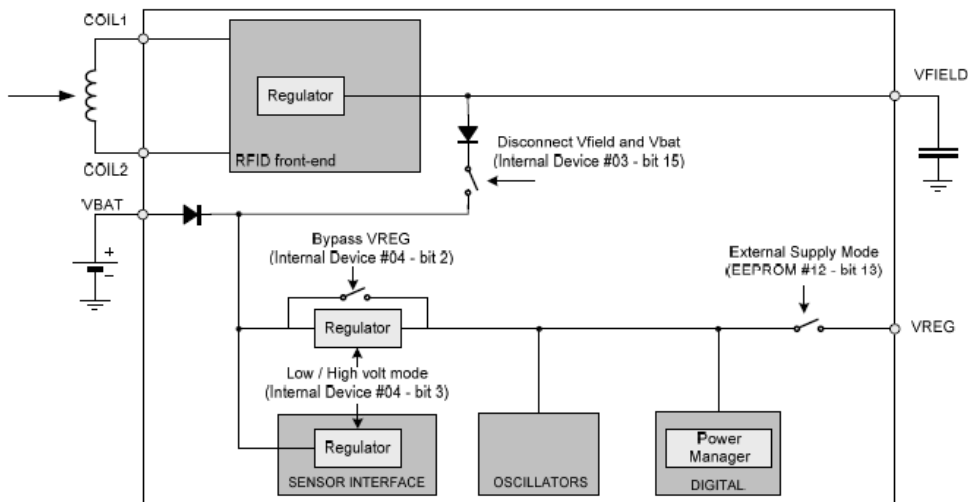 COIL1
VFIELD
Regulator
Disconnect Vfield and Vbat
(Internal Device #03 - bit 15)
RFID front-end
COIL2
VBAT
+
-
Bypass VREG
(Internal Device #04 - bit 2)
External Supply Mode
(EEPROM #12 - bit 13)
Regulator
VREG
Low / High volt mode
(Internal Device #04 - bit 3)
Regulator
Power
Manager
SENSOR INTERFACE
OSCILLATORS
DIGITAL